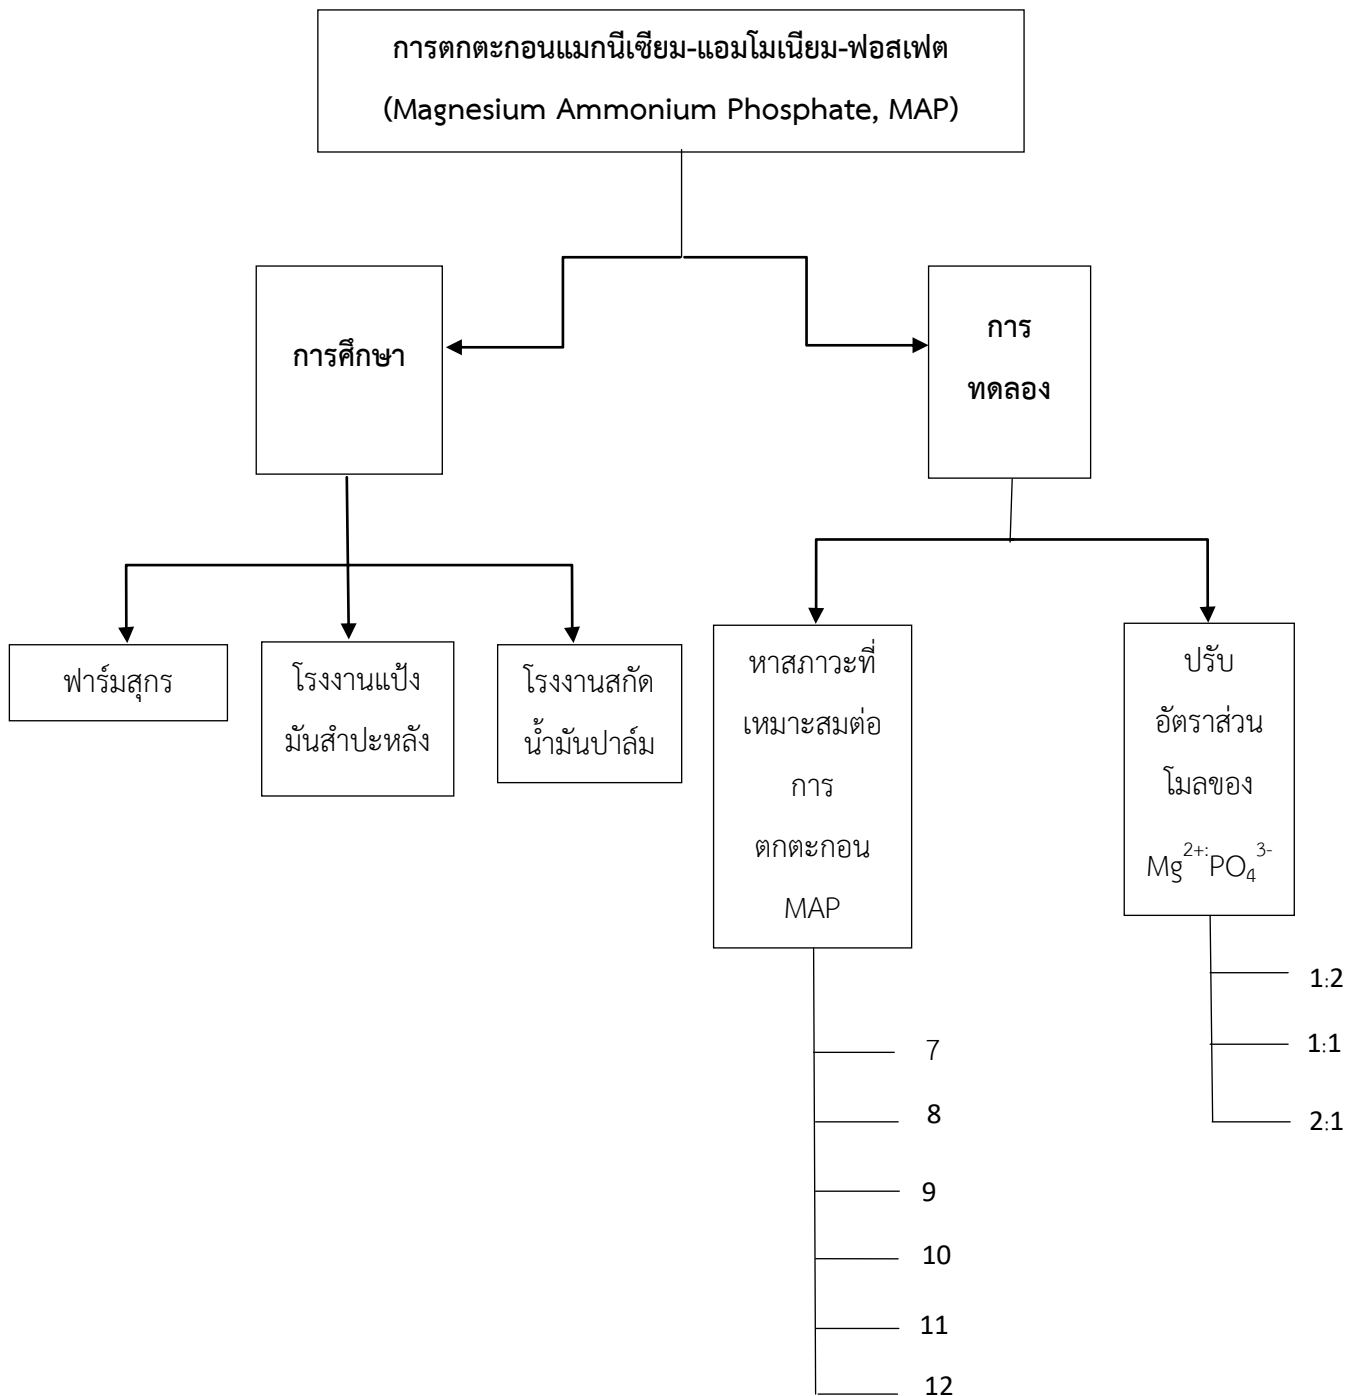 การตกตะกอนแมกนีเซียม-แอมโมเนียม-ฟอสเฟต
(Magnesium Ammonium Phosphate, MAP)
การศึกษา
การ
ทดลอง
ฟาร์มสุกร
โรงงานแป้ง
มันสำปะหลัง
โรงงานสกัด
น้ำมันปาล์ม
หาสภาวะที่
เหมาะสมต่อ
การ
ตกตะกอน
MAP
ปรับ
อัตราส่วน
โมลของ
Mg²⁺:PO₄³⁻
7
8
9
10
11
12
1:2
1:1
2:1